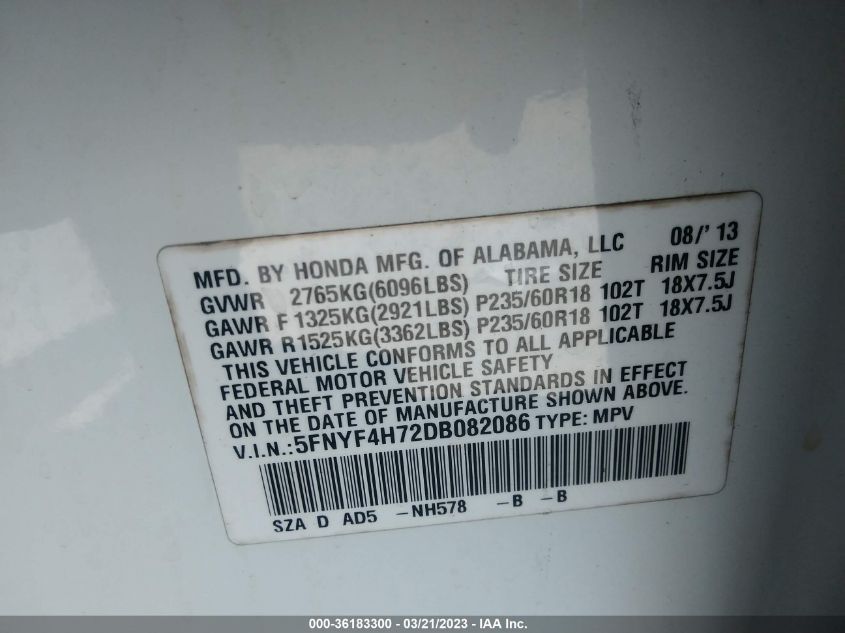 MFD. BY HONDA MFG. OF ALABAMA, LLC 08/'13
GVWR 2765KG(6096LBS) TIRE SIZE RIM SIZE
GAWR F 1325KG(2921LBS) P235/60R18 102T 18X7.5J
GAWR R1525KG(3362LBS) P235/60R18 102T 18X7.5J
THIS VEHICLE CONFORMS TO ALL APPLICABLE
FEDERAL MOTOR VEHICLE SAFETY
AND THEFT PREVENTION STANDARDS IN EFFECT
ON THE DATE OF MANUFACTURE SHOWN ABOVE.
V.I.N.:5FNYF4H72DB082086 TYPE: MPV
SZA D AD5 -NH578 -B -B
000-36183300 - 03/21/2023 - IAA Inc.